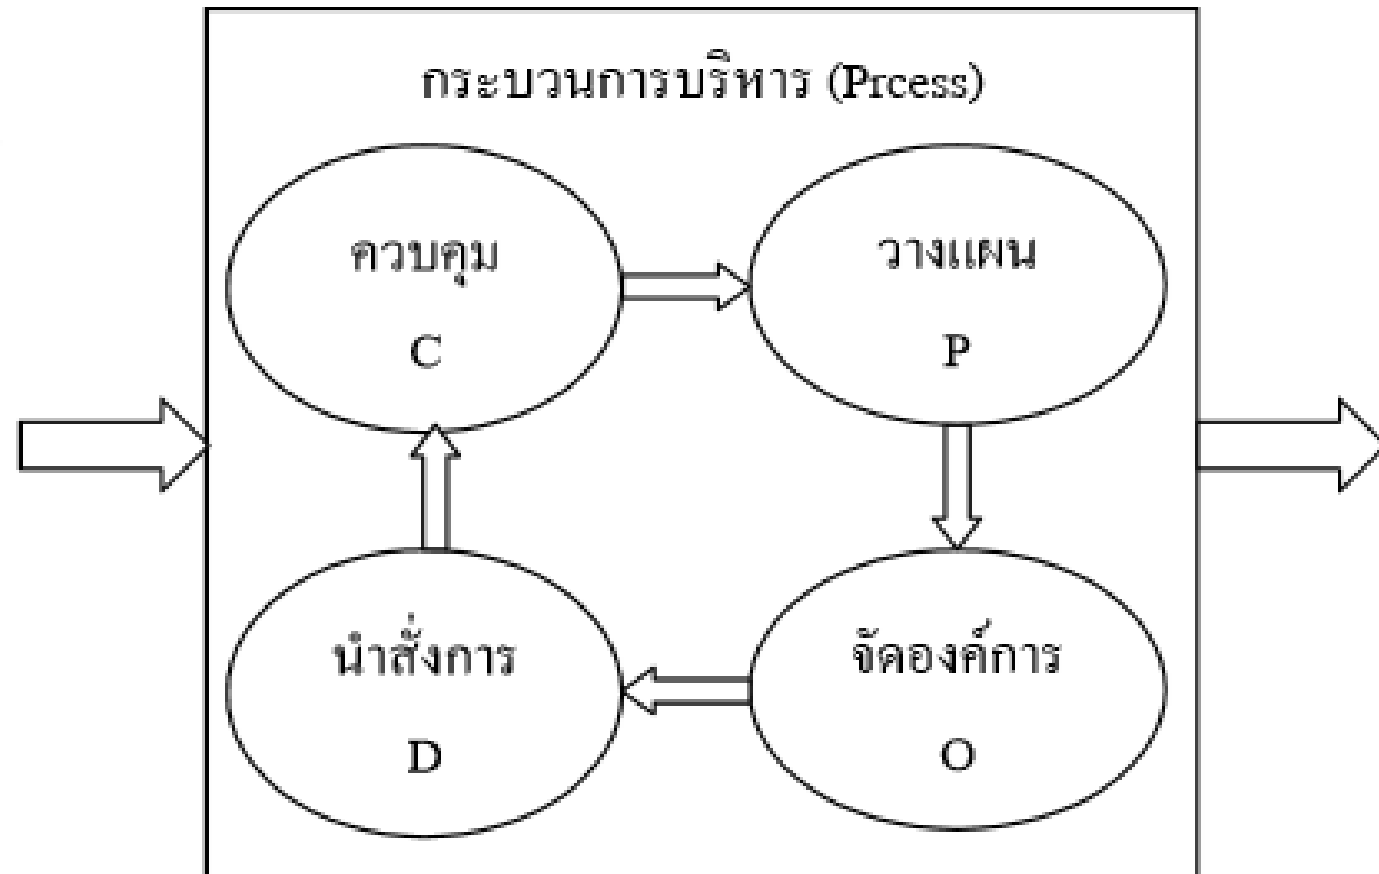 กระบวนการบริหาร (Prcess)
ควบคุม
C
วางแผน
P
นำสั่งการ
D
จัดองค์การ
O